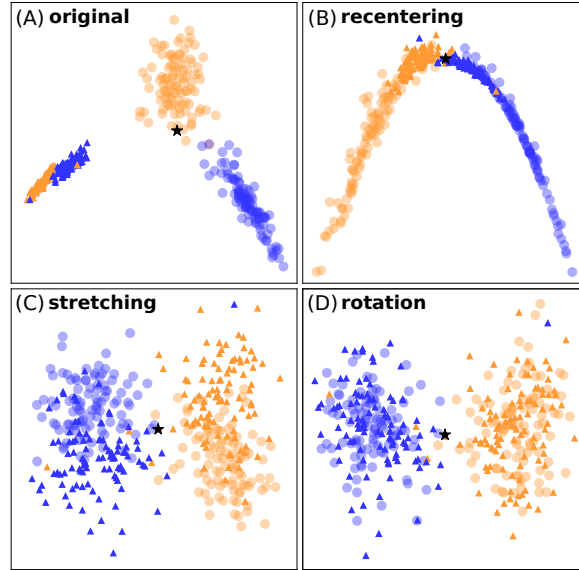 (A) original
(B) recentering
(C) stretching
(D) rotation